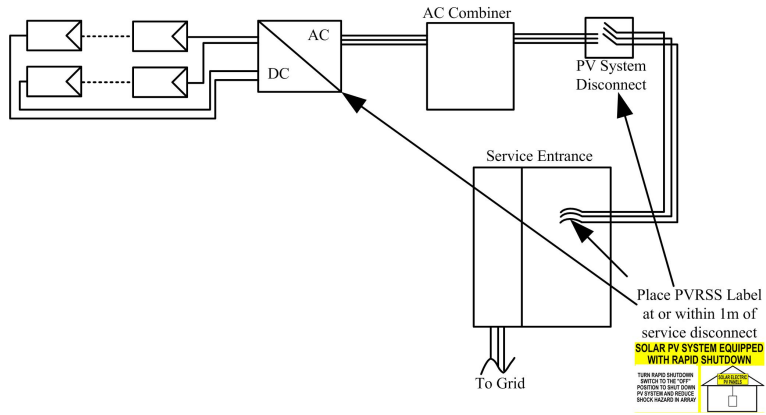 AC Combiner
AC
DC
PV System
Disconnect
Service Entrance
Place PVRSS Label
at or within 1m of
service disconnect
To Grid
SOLAR PV SYSTEM EQUIPPED
WITH RAPID SHUTDOWN
TURN RAPID SHUTDOWN
SWITCH TO THE "OFF"
POSITION TO SHUT DOWN
PV SYSTEM AND REDUCE
SHOCK HAZARD IN ARRAY
SOLAR ELECTRIC
PV PANELS